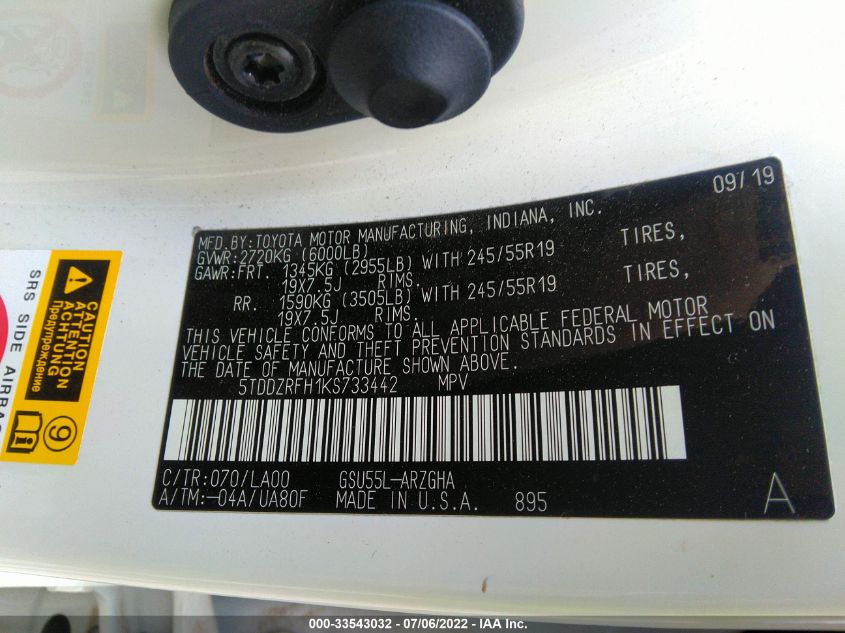 09/19
MFD.BY:TOYOTA MOTOR MANUFACTURING, INDIANA, INC.
GVWR:2720KG (6000LB)
GAWR:FRT. 1345KG (2955LB) WITH 245/55R19 TIRES,
19X7.5J RIMS.
RR. 1590KG (3505LB) WITH 245/55R19 TIRES,
19X7.5J RIMS.
THIS VEHICLE CONFORMS TO ALL APPLICABLE FEDERAL MOTOR
VEHICLE SAFETY AND THEFT PREVENTION STANDARDS IN EFFECT ON
THE DATE OF MANUFACTURE SHOWN ABOVE.
5TDDZRFH1KS733442 MPV
C/TR:070/LA00 GSU55L-ARZGHA
A/TM:-04A/UA80F MADE IN U.S.A. 895 A
SRS SIDE AIRBAG
CAUTION
ATTENTION
ACHTUNG
Предупреждение
9
000-33543032 - 07/06/2022 - IAA Inc.